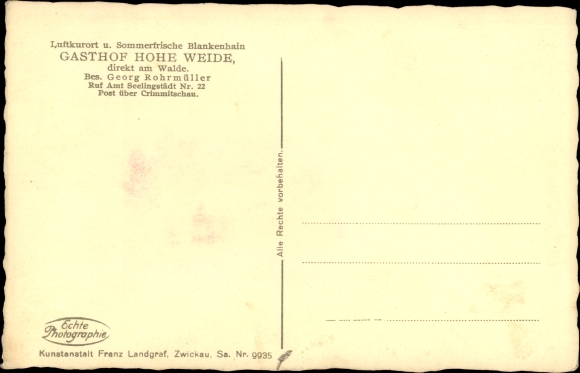 Luftkurort u. Sommerfrische Blankenhain
GASTHOF HOHE WEIDE,
direkt am Walde.
Bes. Georg Rohrmüller
Ruf Amt Seelingstädt Nr. 22
Post über Crimmitschau.
Alle Rechte vorbehalten.
Echte
Photographie
Kunstanstalt Franz Landgraf, Zwickau. Sa. Nr. 9935